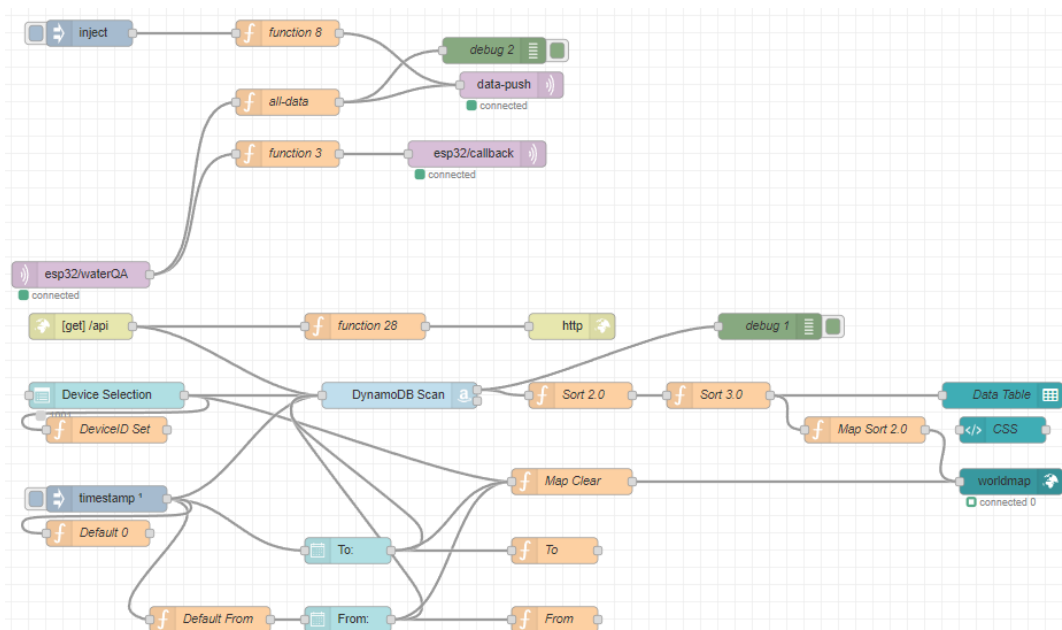 inject
function 8
debug 2
data-push
connected
all-data
function 3
esp32/callback
connected
esp32/waterQA
connected
[get] /api
function 28
http
debug 1
Device Selection
DynamoDB Scan
a
Sort 2.0
Sort 3.0
Data Table
DeviceID Set
Map Sort 2.0
</> CSS
timestamp ¹
Map Clear
worldmap
connected 0
Default 0
To:
To
Default From
From:
From